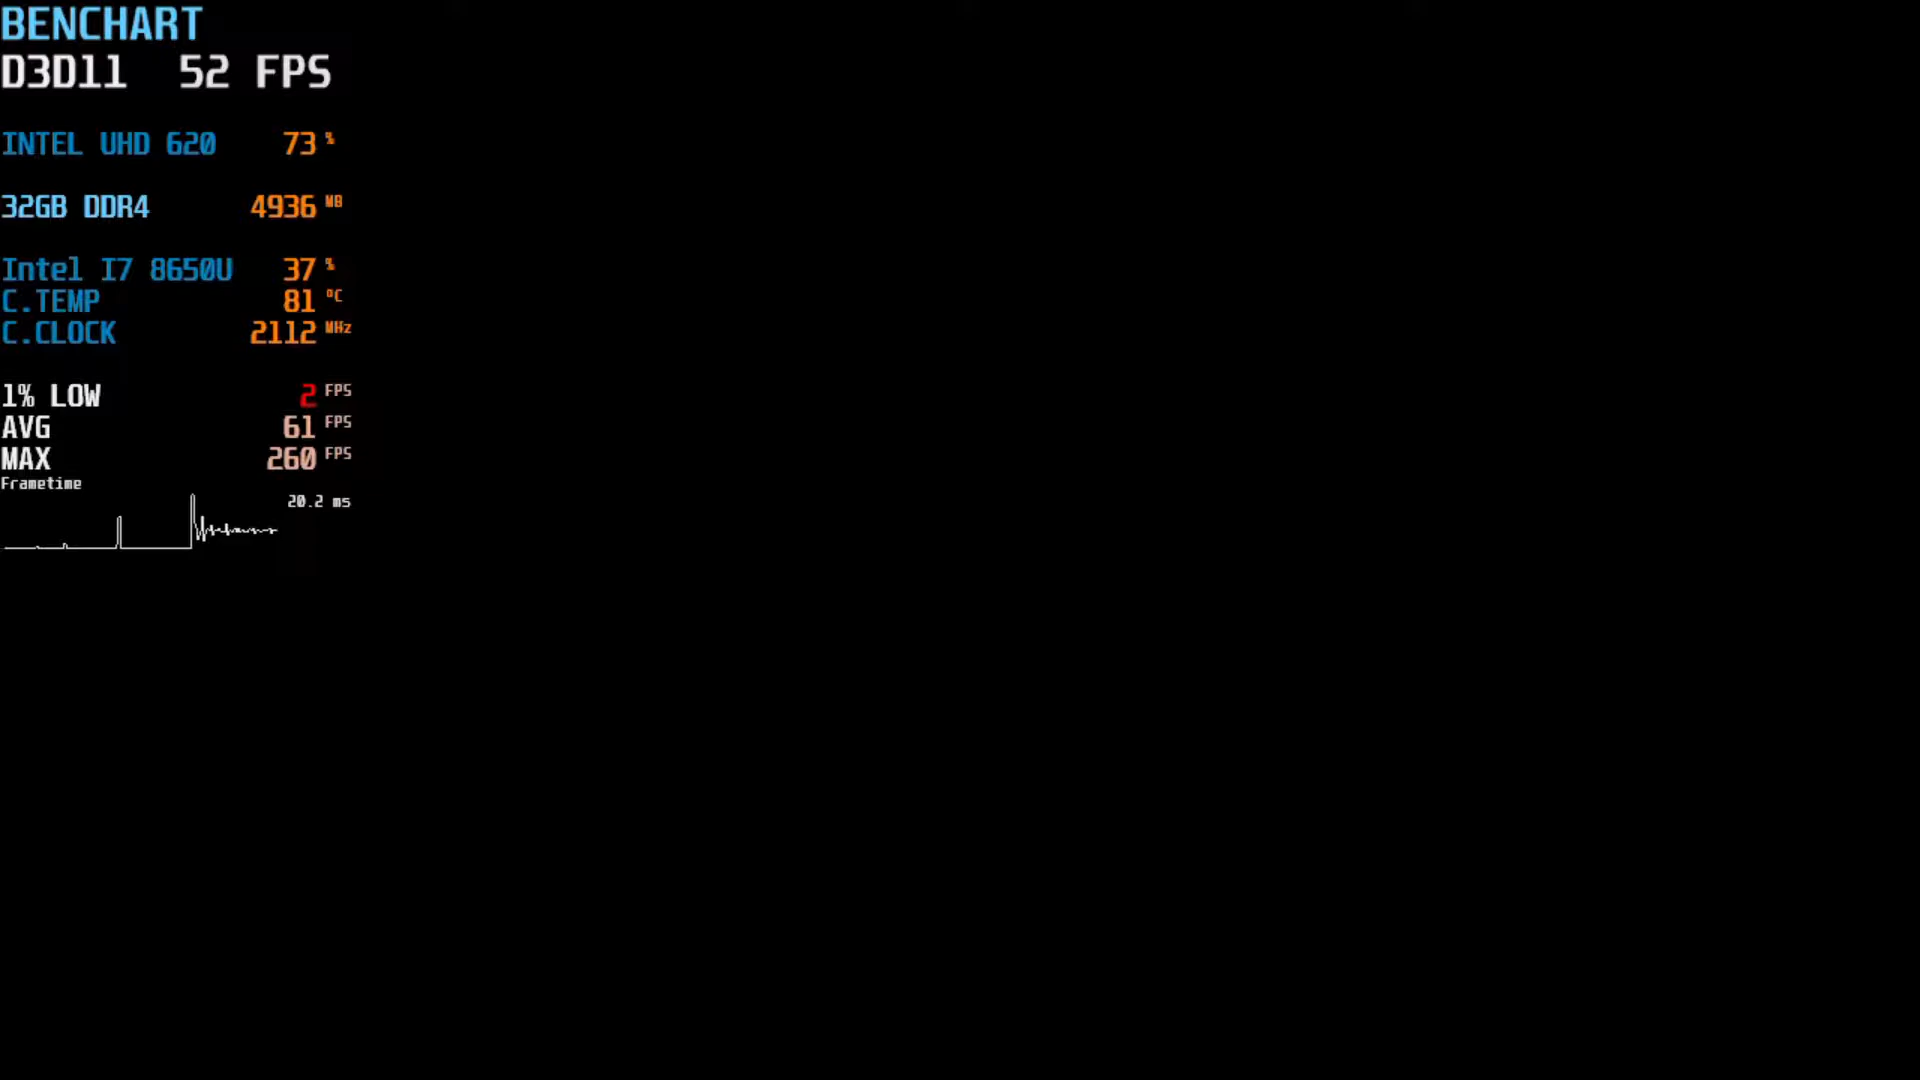 BENCHART
D3D11 52 FPS
INTEL UHD 620 73 %
32GB DDR4 4936 MB
Intel I7 8650U 37 %
C.TEMP 81 °C
C.CLOCK 2112 MHz
1% LOW 2 FPS
AVG 61 FPS
MAX 260 FPS
Frametime
20.2 ms